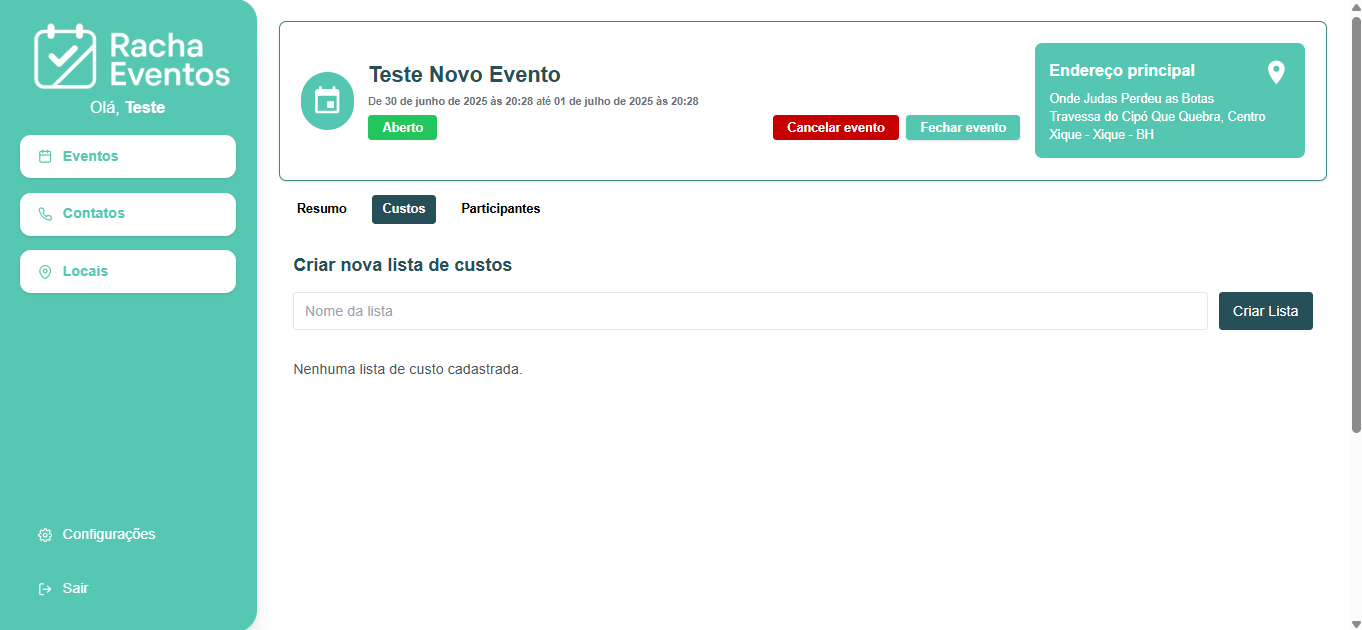 Racha
Eventos
Olá, Teste
Eventos
Contatos
Locais
Configurações
Sair
Teste Novo Evento
De 30 de junho de 2025 às 20:28 até 01 de julho de 2025 às 20:28
Aberto
Cancelar evento
Fechar evento
Endereço principal
Onde Judas Perdeu as Botas
Travessa do Cipó Que Quebra, Centro
Xique - Xique - BH
Resumo
Custos
Participantes
Criar nova lista de custos
Nome da lista
Criar Lista
Nenhuma lista de custo cadastrada.